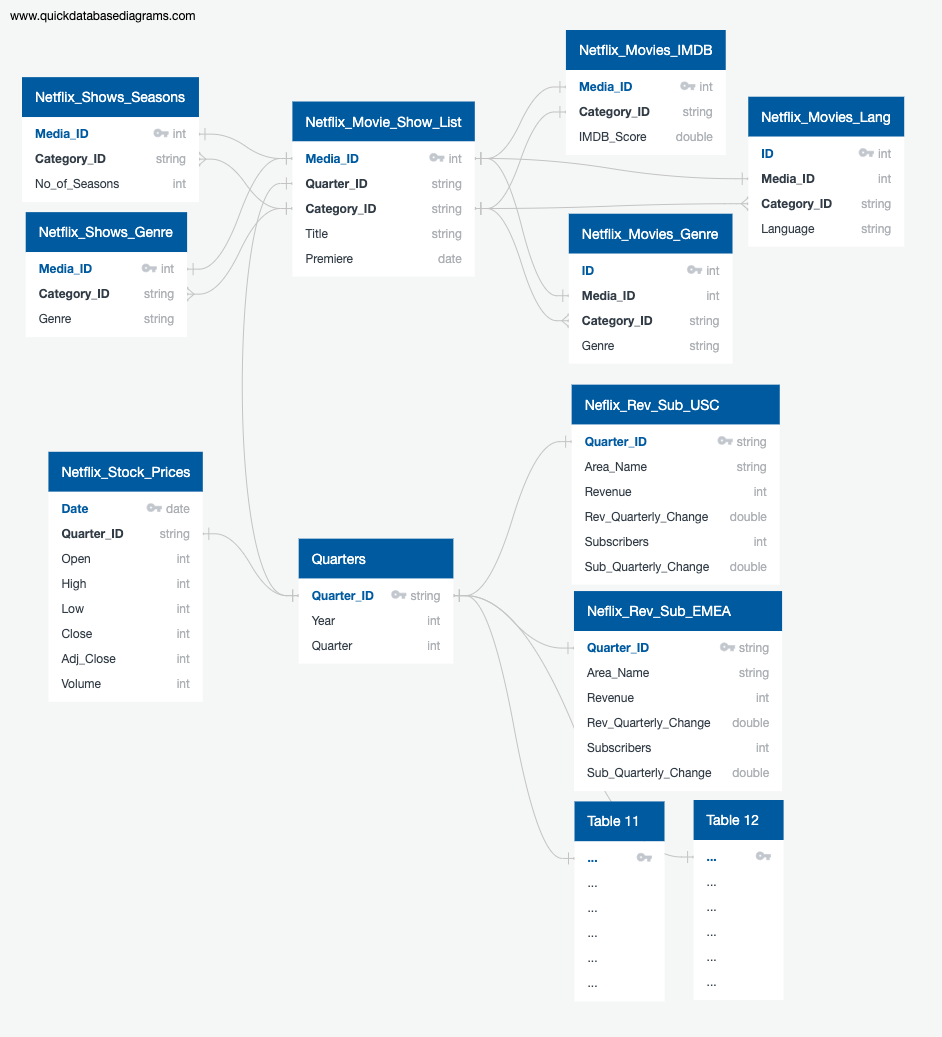 www.quickdatabasediagrams.com
Netflix_Shows_Seasons
Media_ID int
Category_ID string
No_of_Seasons int
Netflix_Shows_Genre
Media_ID int
Category_ID string
Genre string
Netflix_Movie_Show_List
Media_ID int
Quarter_ID string
Category_ID string
Title string
Premiere date
Netflix_Movies_IMDB
Media_ID int
Category_ID string
IMDB_Score double
Netflix_Movies_Lang
ID int
Media_ID int
Category_ID string
Language string
Netflix_Movies_Genre
ID int
Media_ID int
Category_ID string
Genre string
Netflix_Stock_Prices
Date date
Quarter_ID string
Open int
High int
Low int
Close int
Adj_Close int
Volume int
Quarters
Quarter_ID string
Year int
Quarter int
Neflix_Rev_Sub_USC
Quarter_ID string
Area_Name string
Revenue int
Rev_Quarterly_Change double
Subscribers int
Sub_Quarterly_Change double
Neflix_Rev_Sub_EMEA
Quarter_ID string
Area_Name string
Revenue int
Rev_Quarterly_Change double
Subscribers int
Sub_Quarterly_Change double
Table 11
...
...
...
...
...
...
Table 12
...
...
...
...
...
...